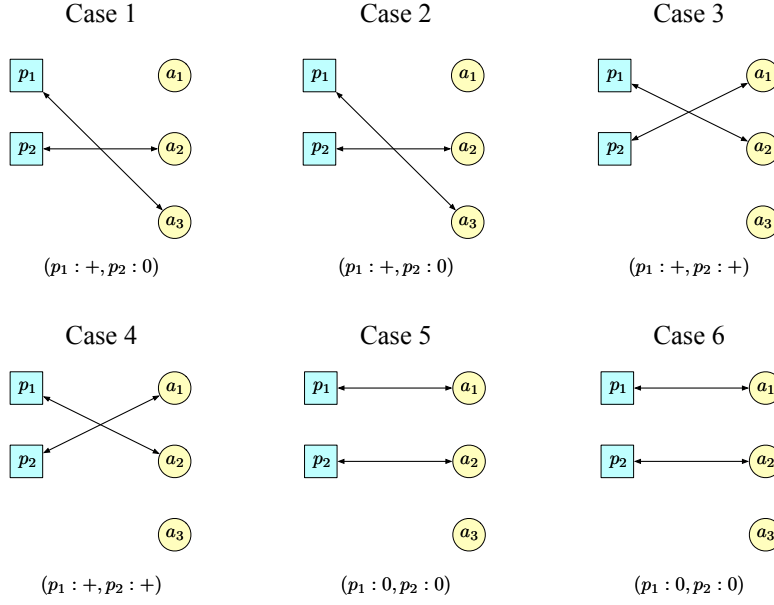 Case 1 Case 2 Case 3
p₁ a₁ p₁ a₁ p₁ a₁
p₂ a₂ p₂ a₂ p₂ a₂
a₃ a₃ a₃
(p₁ : +, p₂ : 0) (p₁ : +, p₂ : 0) (p₁ : +, p₂ : +)
Case 4 Case 5 Case 6
p₁ a₁ p₁ a₁ p₁ a₁
p₂ a₂ p₂ a₂ p₂ a₂
a₃ a₃ a₃
(p₁ : +, p₂ : +) (p₁ : 0, p₂ : 0) (p₁ : 0, p₂ : 0)